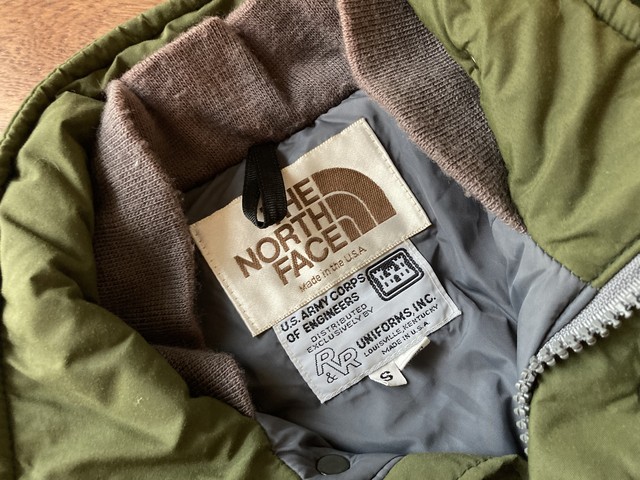 THE
NORTH
FACE
Made in the U.S.A
U.S. ARMY CORPS
OF ENGINEERS
DISTRIBUTED
EXCLUSIVELY BY
R&R UNIFORMS, INC.
LOUISVILLE, KENTUCKY
MADE IN U.S.A.
S